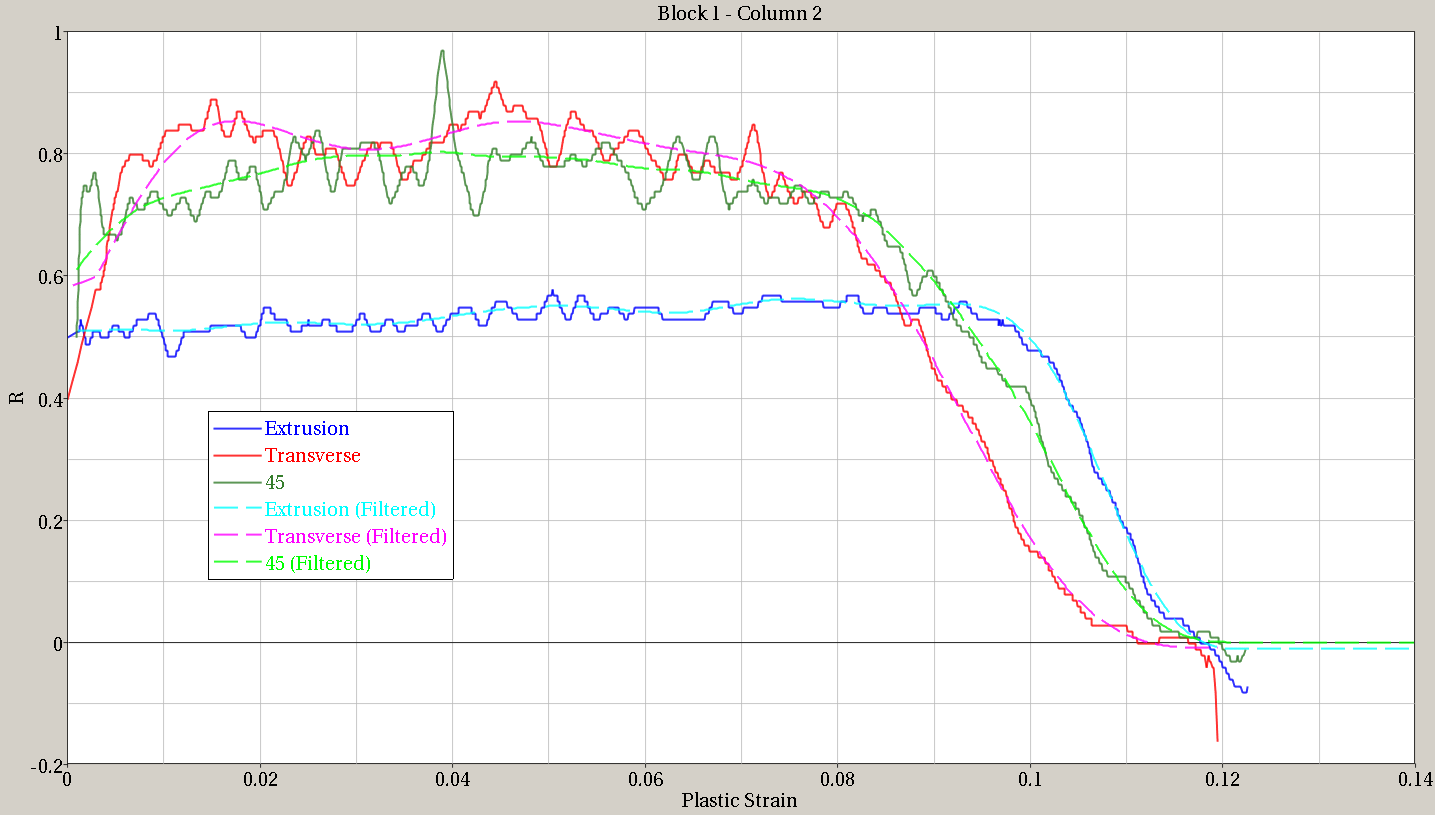 Block 1 - Column 2
1
0.8
0.6
0.4
0.2
0
-0.2
R
Extrusion
Transverse
45
Extrusion (Filtered)
Transverse (Filtered)
45 (Filtered)
0 0.02 0.04 0.06 0.08 0.1 0.12 0.14
Plastic Strain